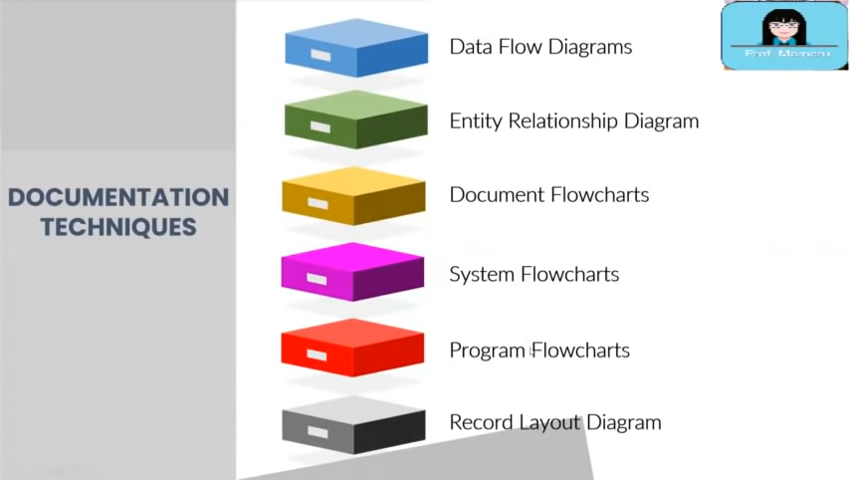 DOCUMENTATION
TECHNIQUES
Data Flow Diagrams
Entity Relationship Diagram
Document Flowcharts
System Flowcharts
Program Flowcharts
Record Layout Diagram